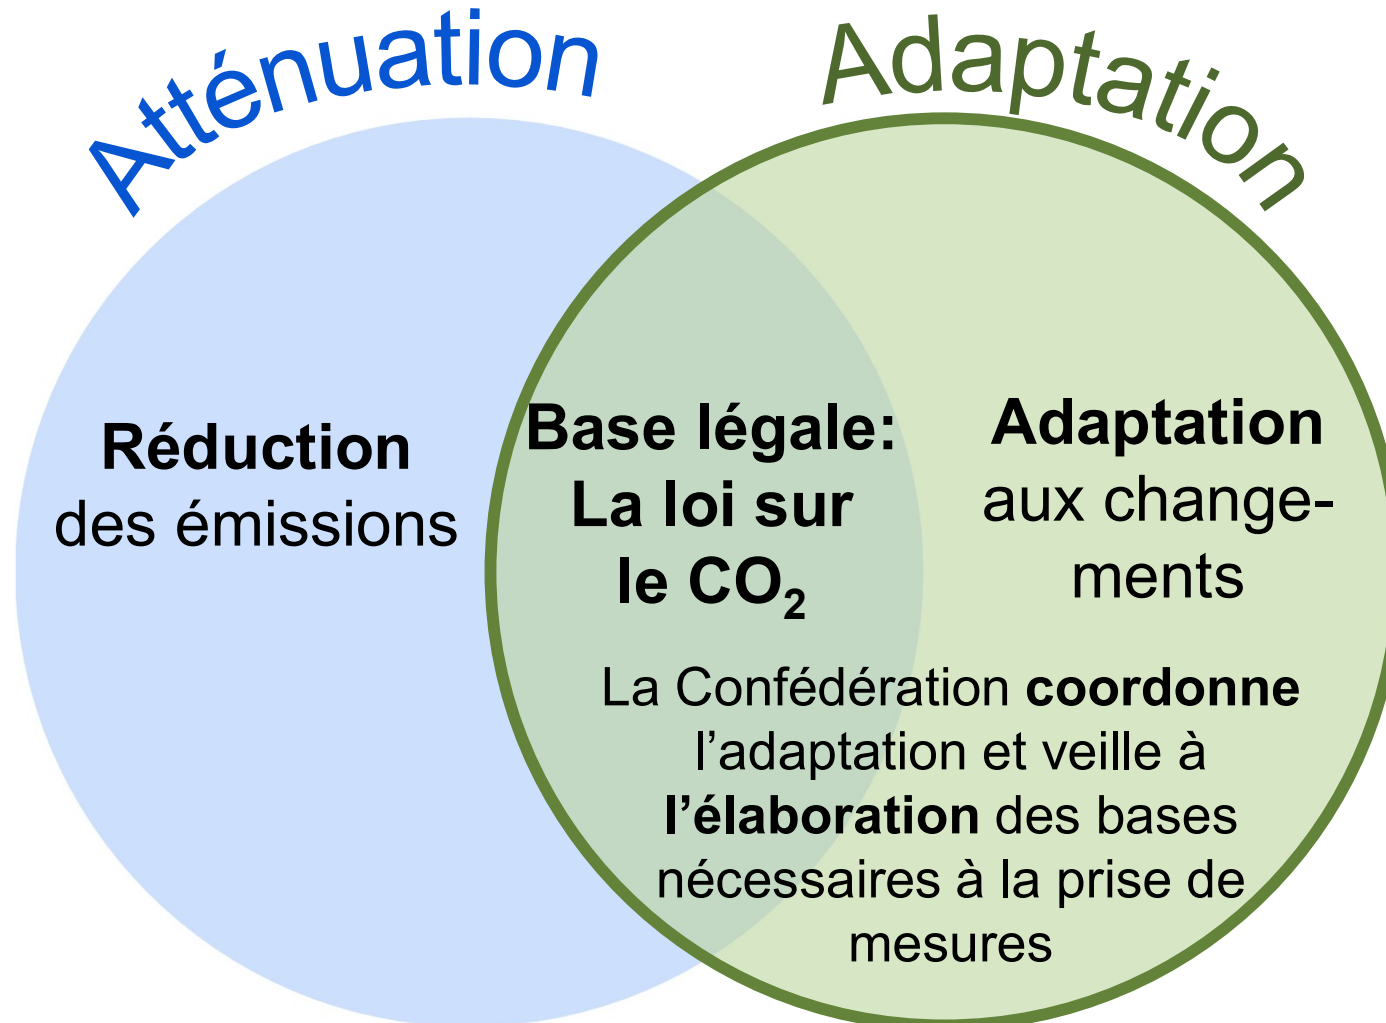 Atténuation
Adaptation
Réduction
des émissions
Base légale:
La loi sur
le CO₂
Adaptation
aux change-
ments
La Confédération coordonne
l’adaptation et veille à
l’élaboration des bases
nécessaires à la prise de
mesures